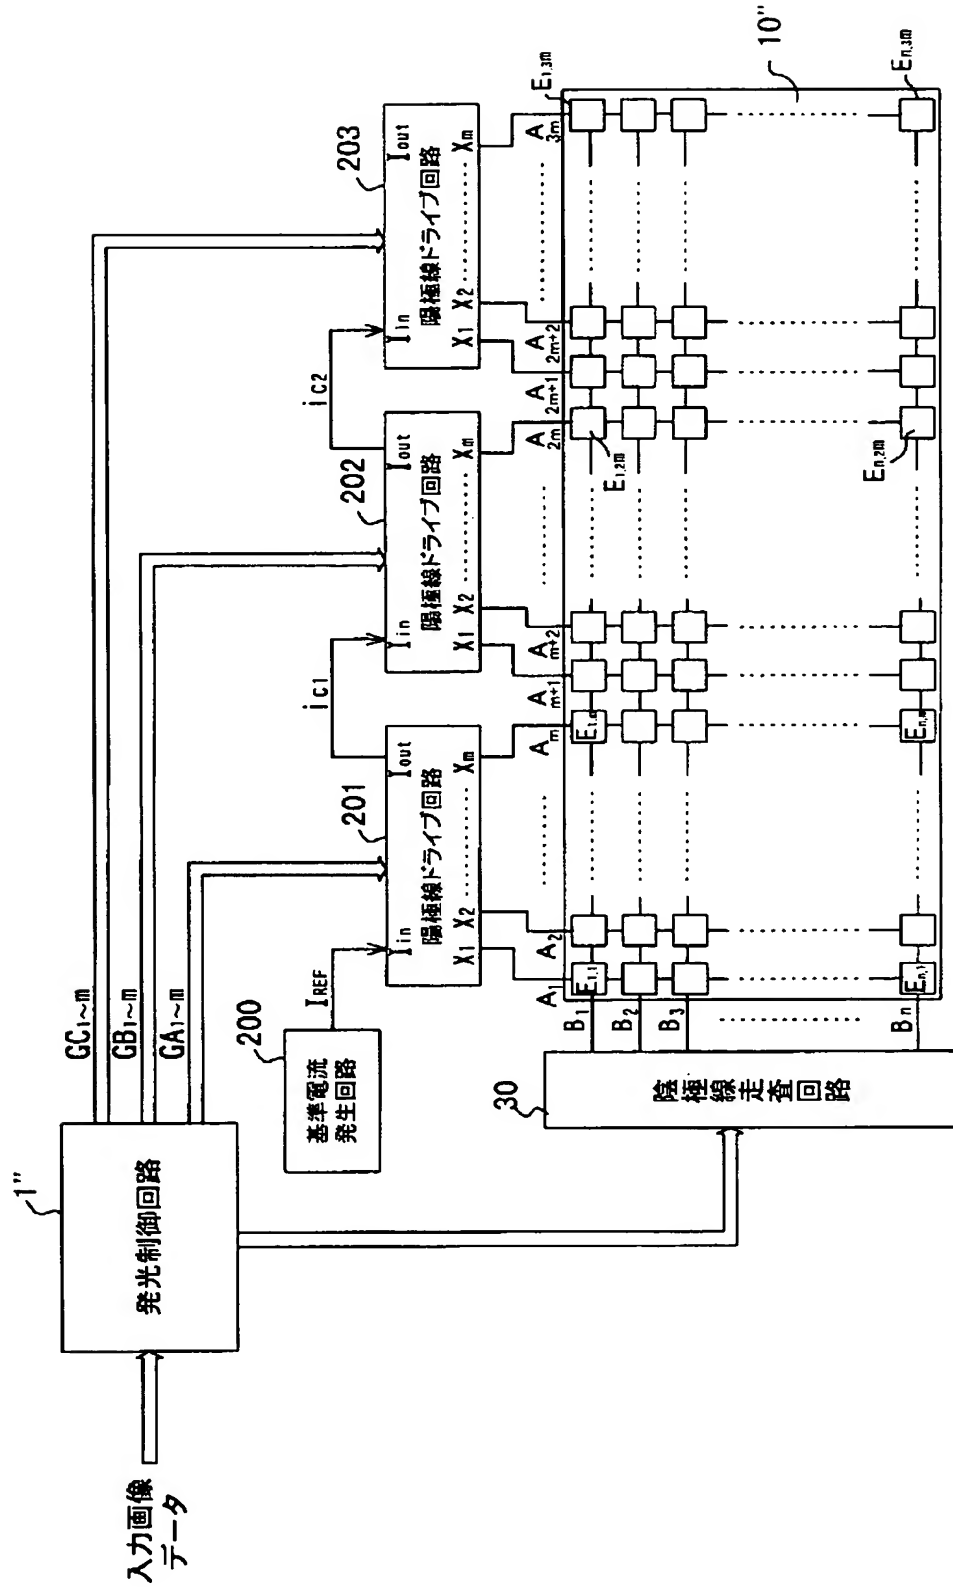 入力画像
データ
1"
発光制御回路
GC1~m
GB1~m
GA1~m
200
基準電流
発生回路
IREF
201
Iin
Iout
陽極線ドライブ回路
X1 X2 ········ Xm
iC1
202
Iin
Iout
陽極線ドライブ回路
X1 X2 ········ Xm
iC2
203
Iin
Iout
陽極線ドライブ回路
X1 X2 ········ Xm
A1
A2
Am
Am+1
Am+2
A2m
A2m+1
A2m+2
A3m
30
陰極線走査回路
B1
B2
B3
Bn
E1,1
E1,m
E1,2m
E1,3m
10"
En,1
En,m
En,2m
En,3m